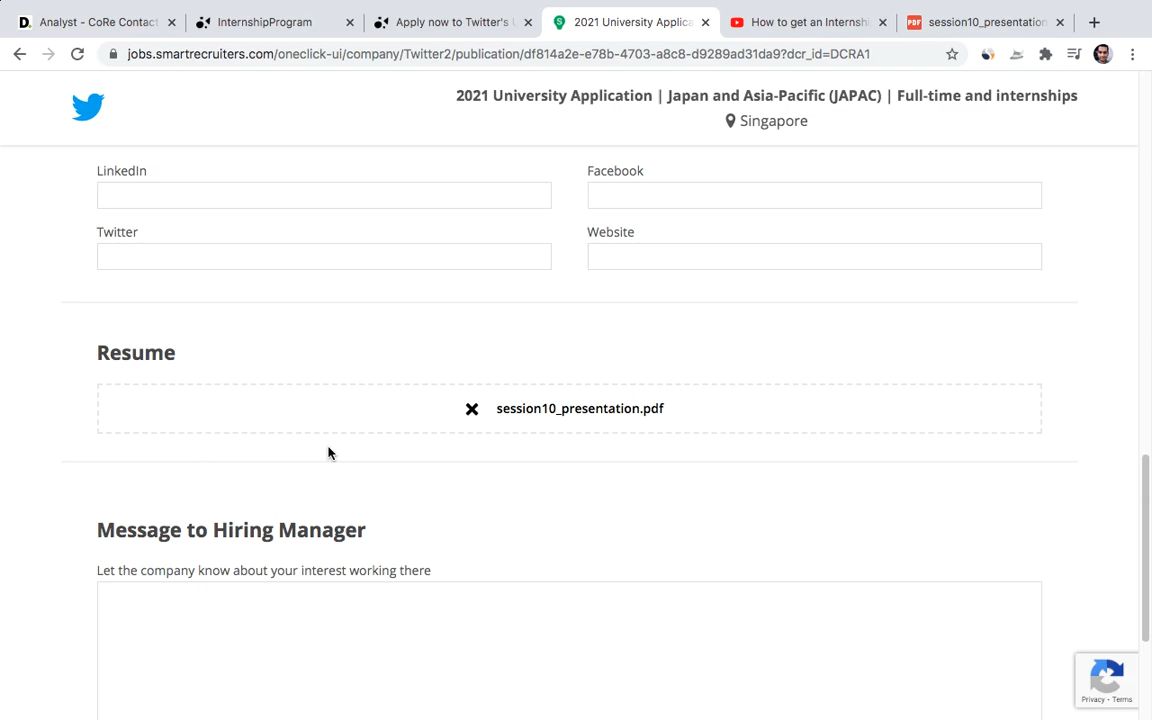 Analyst - CoRe Contact
InternshipProgram
Apply now to Twitter's U
2021 University Applica
How to get an Internshi
session10_presentation
jobs.smartrecruiters.com/oneclick-ui/company/Twitter2/publication/df814a2e-e78b-4703-a8c8-d9289ad31da9?dcr_id=DCRA1
2021 University Application | Japan and Asia-Pacific (JAPAC) | Full-time and internships
Singapore
LinkedIn
Facebook
Twitter
Website
Resume
session10_presentation.pdf
Message to Hiring Manager
Let the company know about your interest working there
Privacy - Terms